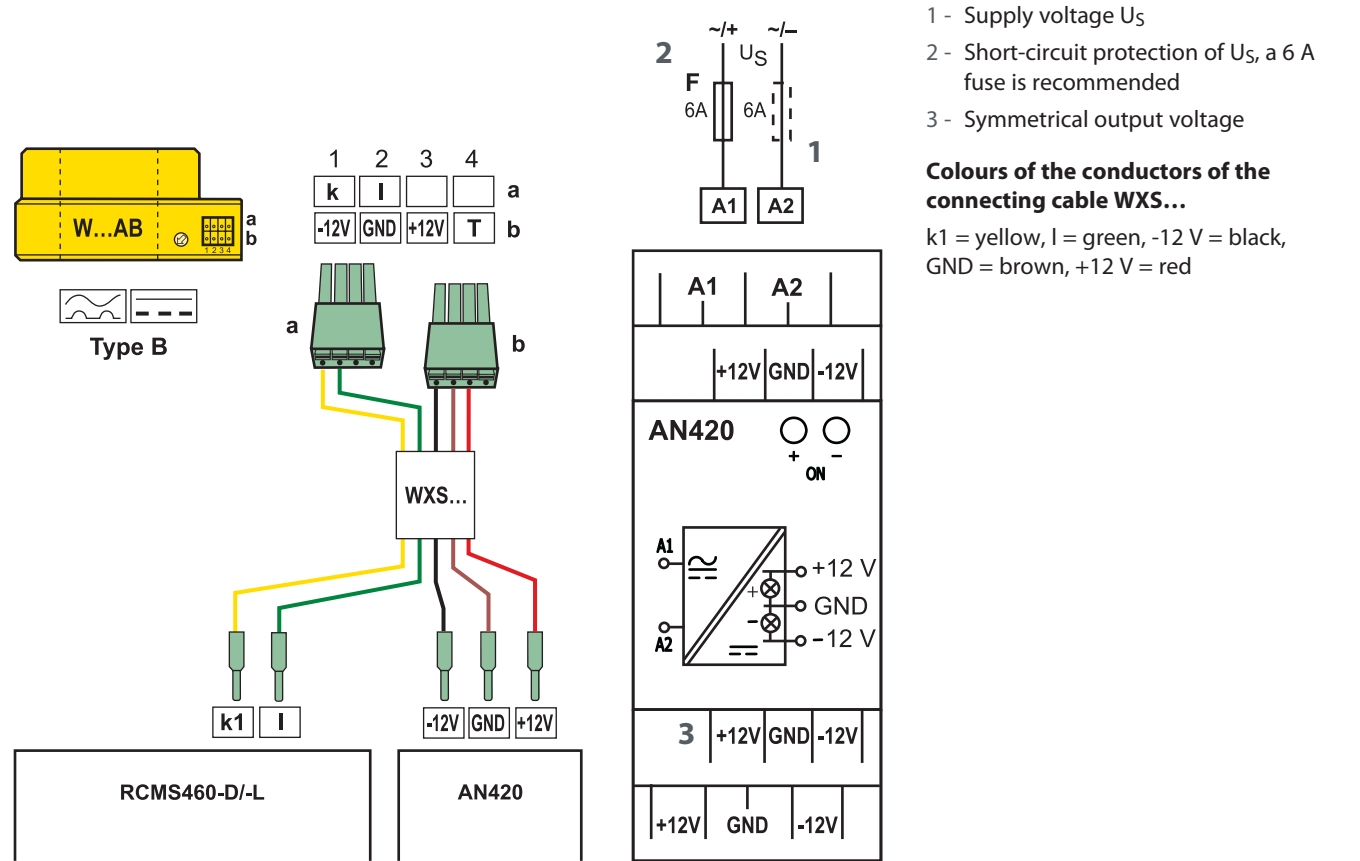 ~/+ ~/–
2 US
F
6A 6A
1
A1 A2
1 - Supply voltage US
2 - Short-circuit protection of US, a 6 A
fuse is recommended
3 - Symmetrical output voltage
Colours of the conductors of the
connecting cable WXS…
k1 = yellow, l = green, -12 V = black,
GND = brown, +12 V = red
W…AB
a
b
1 2 3 4
Type B
1 2 3 4
k l a
-12V GND +12V T b
a
b
WXS...
k1 l
-12V GND +12V
RCMS460-D/-L
AN420
A1 A2
+12V GND -12V
AN420
+ –
ON
A1
A2
+
-
+12 V
GND
-12 V
3 +12V GND -12V
+12V GND -12V